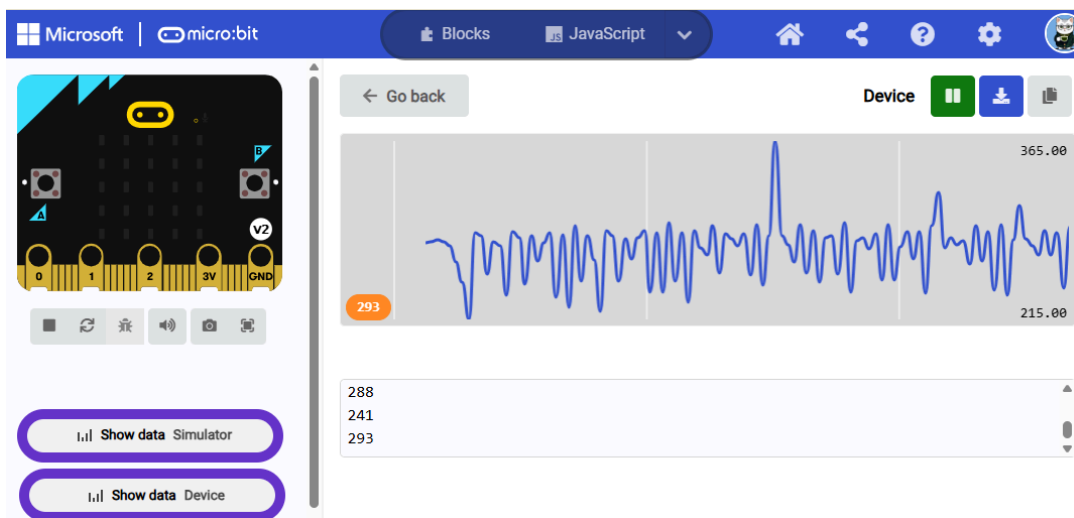 Microsoft micro:bit Blocks JS JavaScript
Go back Device
B
A
V2
0 1 2 3V GND
365.00
293
215.00
288
241
293
Show data Simulator
Show data Device